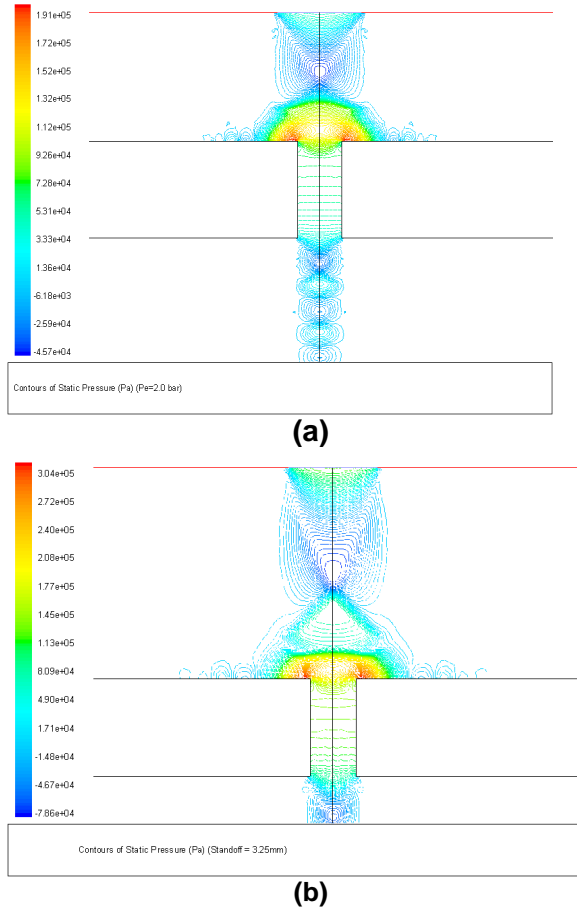 1.91e+05
1.72e+05
1.52e+05
1.32e+05
1.12e+05
9.26e+04
7.28e+04
5.31e+04
3.33e+04
1.36e+04
-6.18e+03
-2.59e+04
-4.57e+04
Contours of Static Pressure (Pa) (Pe=2.0 bar)
(a)
3.04e+05
2.72e+05
2.40e+05
2.08e+05
1.77e+05
1.45e+05
1.13e+05
8.09e+04
4.90e+04
1.71e+04
-1.48e+04
-4.67e+04
-7.86e+04
Contours of Static Pressure (Pa) (Standoff = 3.25mm)
(b)